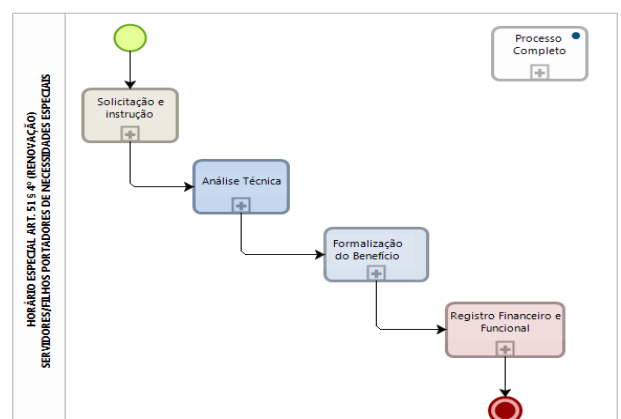 HORÁRIO ESPECIAL ART. 51 § 4º (RENOVAÇÃO)
SERVIDORES/FILHOS PORTADORES DE NECESSIDADES ESPECIAIS
Processo
Completo
Solicitação e
instrução
Análise Técnica
Formalização
do Benefício
Registro Financeiro e
Funcional